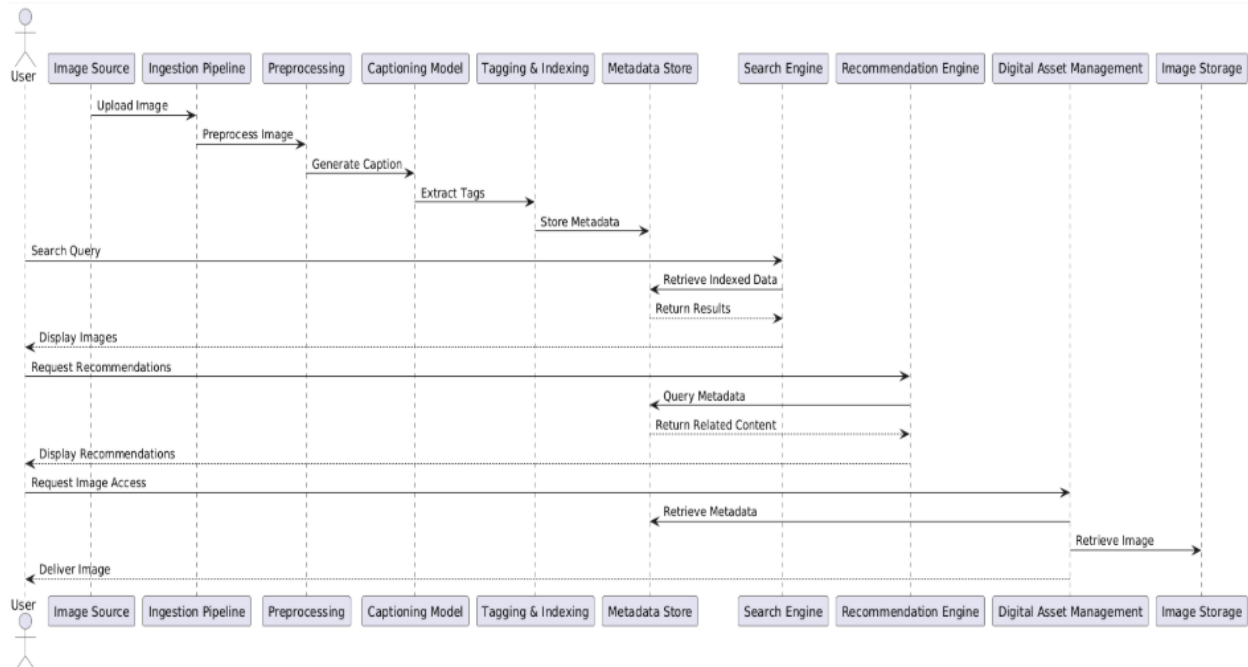 User
Image Source
Ingestion Pipeline
Preprocessing
Captioning Model
Tagging & Indexing
Metadata Store
Search Engine
Recommendation Engine
Digital Asset Management
Image Storage
Upload Image
Preprocess Image
Generate Caption
Extract Tags
Store Metadata
Search Query
Retrieve Indexed Data
Return Results
Display Images
Request Recommendations
Query Metadata
Return Related Content
Display Recommendations
Request Image Access
Retrieve Metadata
Retrieve Image
Deliver Image
User
Image Source
Ingestion Pipeline
Preprocessing
Captioning Model
Tagging & Indexing
Metadata Store
Search Engine
Recommendation Engine
Digital Asset Management
Image Storage